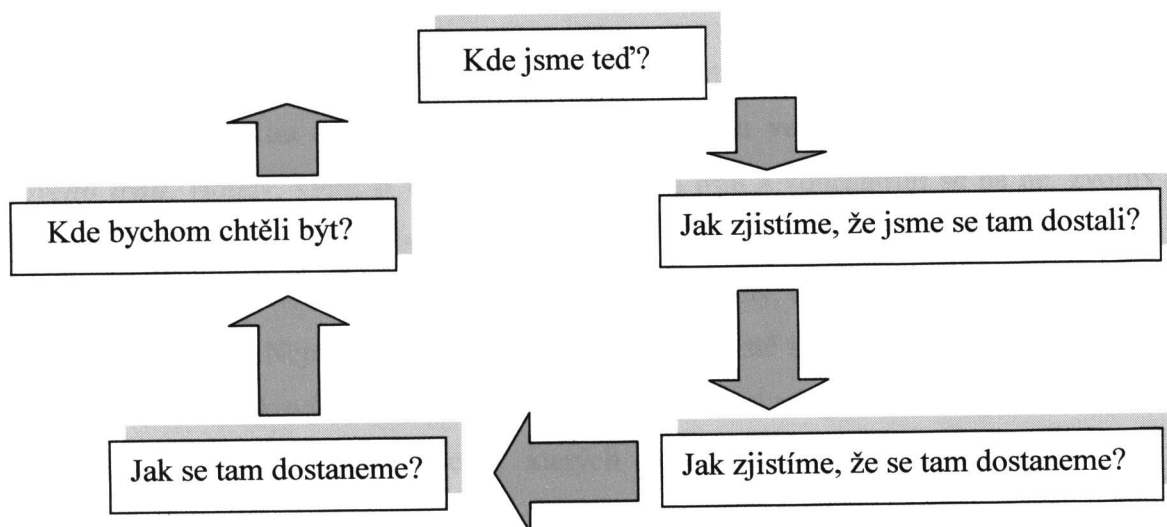 Kde jsme teď?
Kde bychom chtěli být?
Jak zjistíme, že jsme se tam dostali?
Jak se tam dostaneme?
Jak zjistíme, že se tam dostaneme?